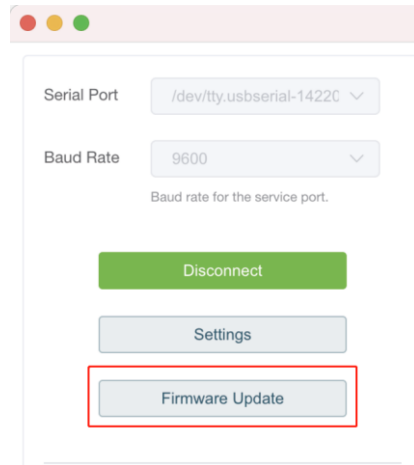 Serial Port
/dev/tty.usbserial-14220
Baud Rate
9600
Baud rate for the service port.
Disconnect
Settings
Firmware Update